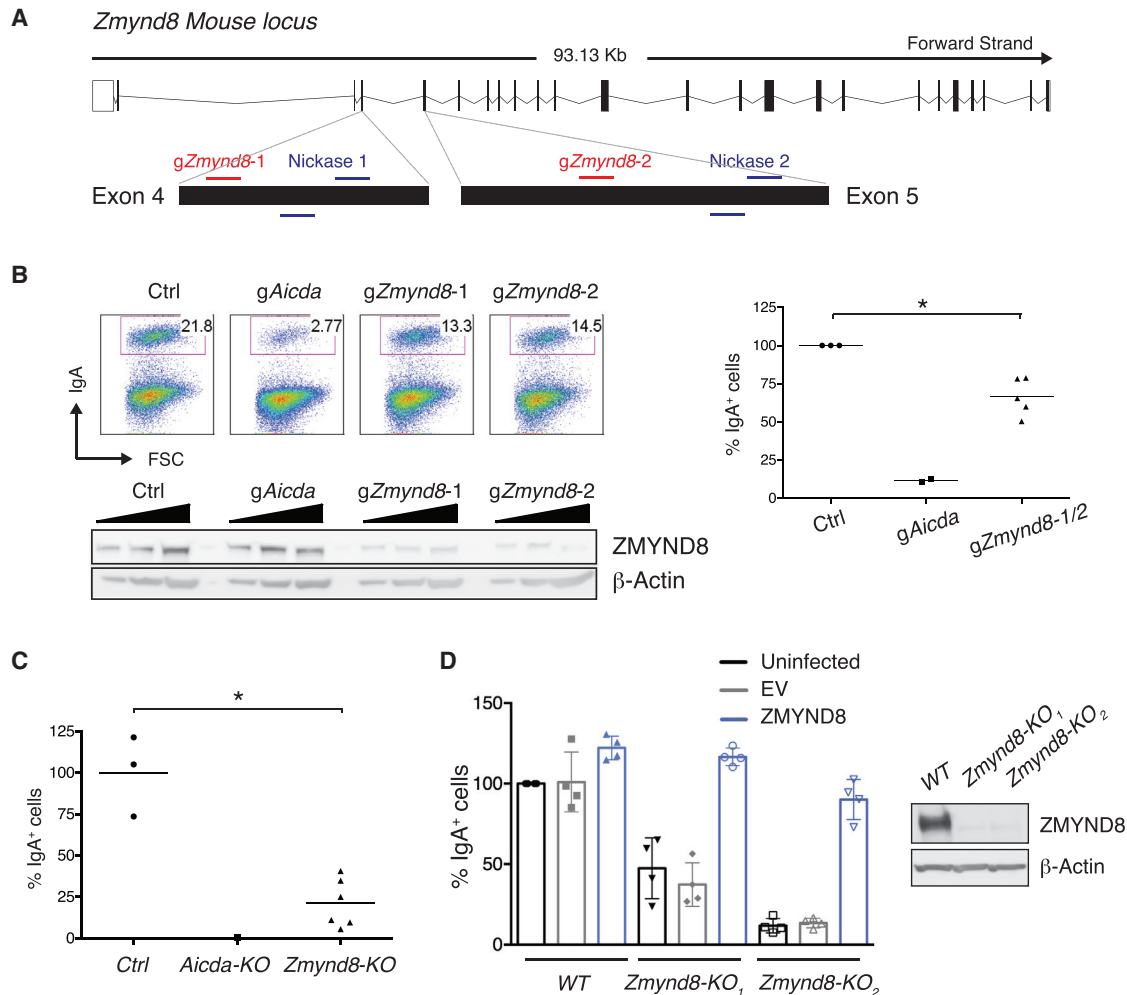 A
Zmynd8 Mouse locus
93.13 Kb
Forward Strand
gZmynd8-1
Nickase 1
gZmynd8-2
Nickase 2
Exon 4
Exon 5
B
Ctrl
gAicda
gZmynd8-1
gZmynd8-2
21.8
2.77
13.3
14.5
IgA
FSC
Ctrl
gAicda
gZmynd8-1
gZmynd8-2
ZMYND8
β-Actin
% IgA⁺ cells
125
100
75
50
25
0
*
Ctrl
gAicda
gZmynd8-1/2
C
% IgA⁺ cells
125
100
75
50
25
0
*
Ctrl
Aicda-KO
Zmynd8-KO
D
Uninfected
EV
ZMYND8
% IgA⁺ cells
150
100
50
0
WT
Zmynd8-KO₁
Zmynd8-KO₂
WT
Zmynd8-KO₁
Zmynd8-KO₂
ZMYND8
β-Actin